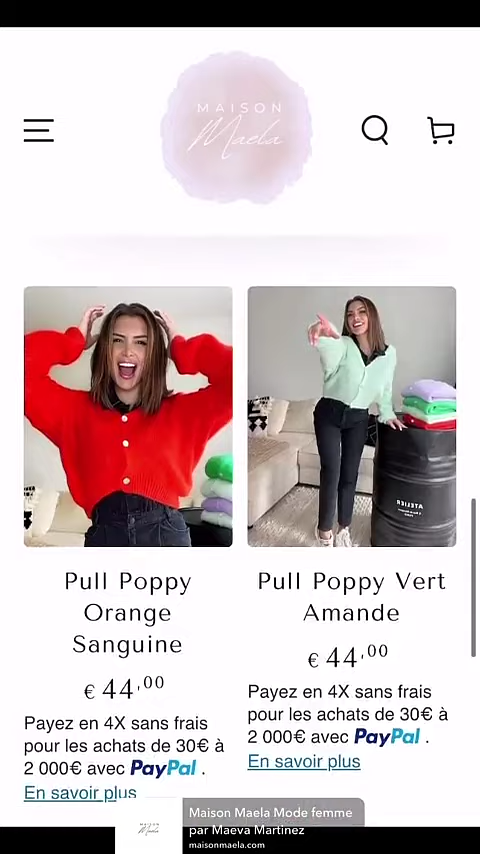 MAISON
Maela
ATELIER
Pull Poppy
Orange
Sanguine
€ 44,00
Payez en 4X sans frais
pour les achats de 30€ à
2 000€ avec PayPal .
En savoir plus
Pull Poppy Vert
Amande
€ 44,00
Payez en 4X sans frais
pour les achats de 30€ à
2 000€ avec PayPal .
En savoir plus
MAISON
Maela
Maison Maela Mode femme
par Maeva Martinez
maisonmaela.com